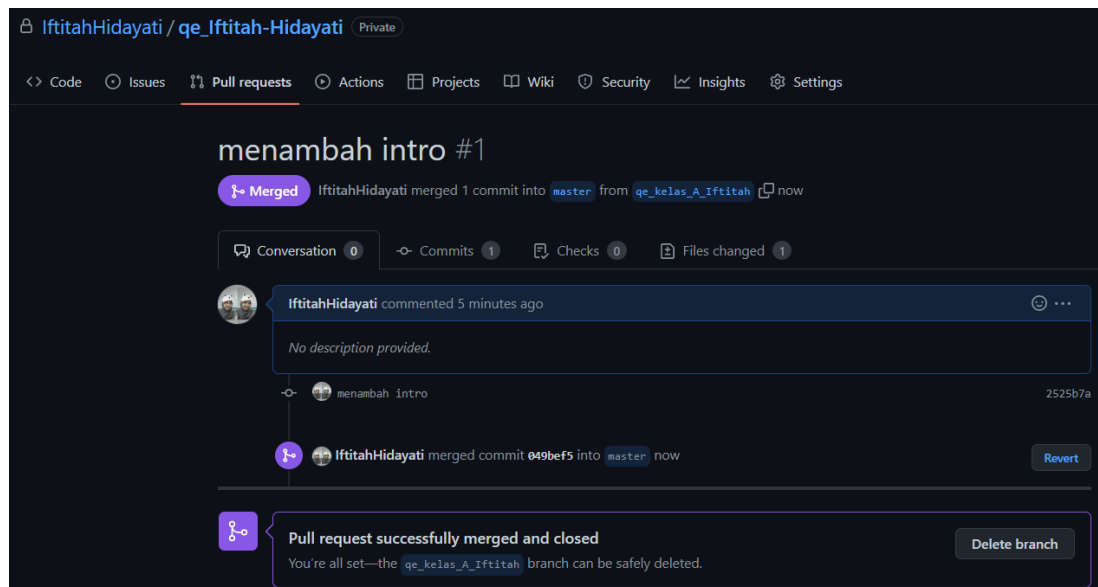 IftitahHidayati / qe_Iftitah-Hidayati Private
Code Issues Pull requests Actions Projects Wiki Security Insights Settings
menambah intro #1
Merged IftitahHidayati merged 1 commit into master from qe_kelas_A_Iftitah now
Conversation 0 Commits 1 Checks 0 Files changed 1
IftitahHidayati commented 5 minutes ago
No description provided.
menambah intro 2525b7a
IftitahHidayati merged commit 049bef5 into master now Revert
Pull request successfully merged and closed
Delete branch
You're all set—the qe_kelas_A_Iftitah branch can be safely deleted.